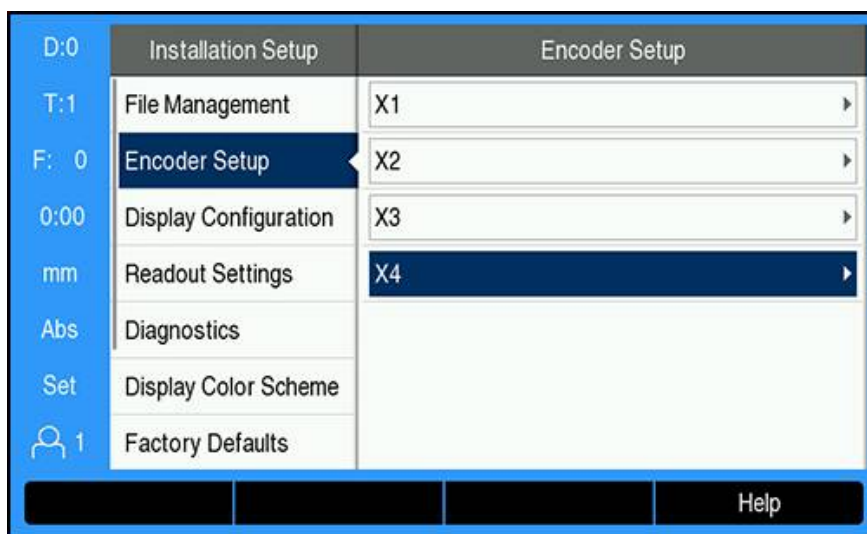 D:0
T:1
F: 0
0:00
mm
Abs
Set
1
Installation Setup
File Management
Encoder Setup
Display Configuration
Readout Settings
Diagnostics
Display Color Scheme
Factory Defaults
Encoder Setup
X1
X2
X3
X4
Help